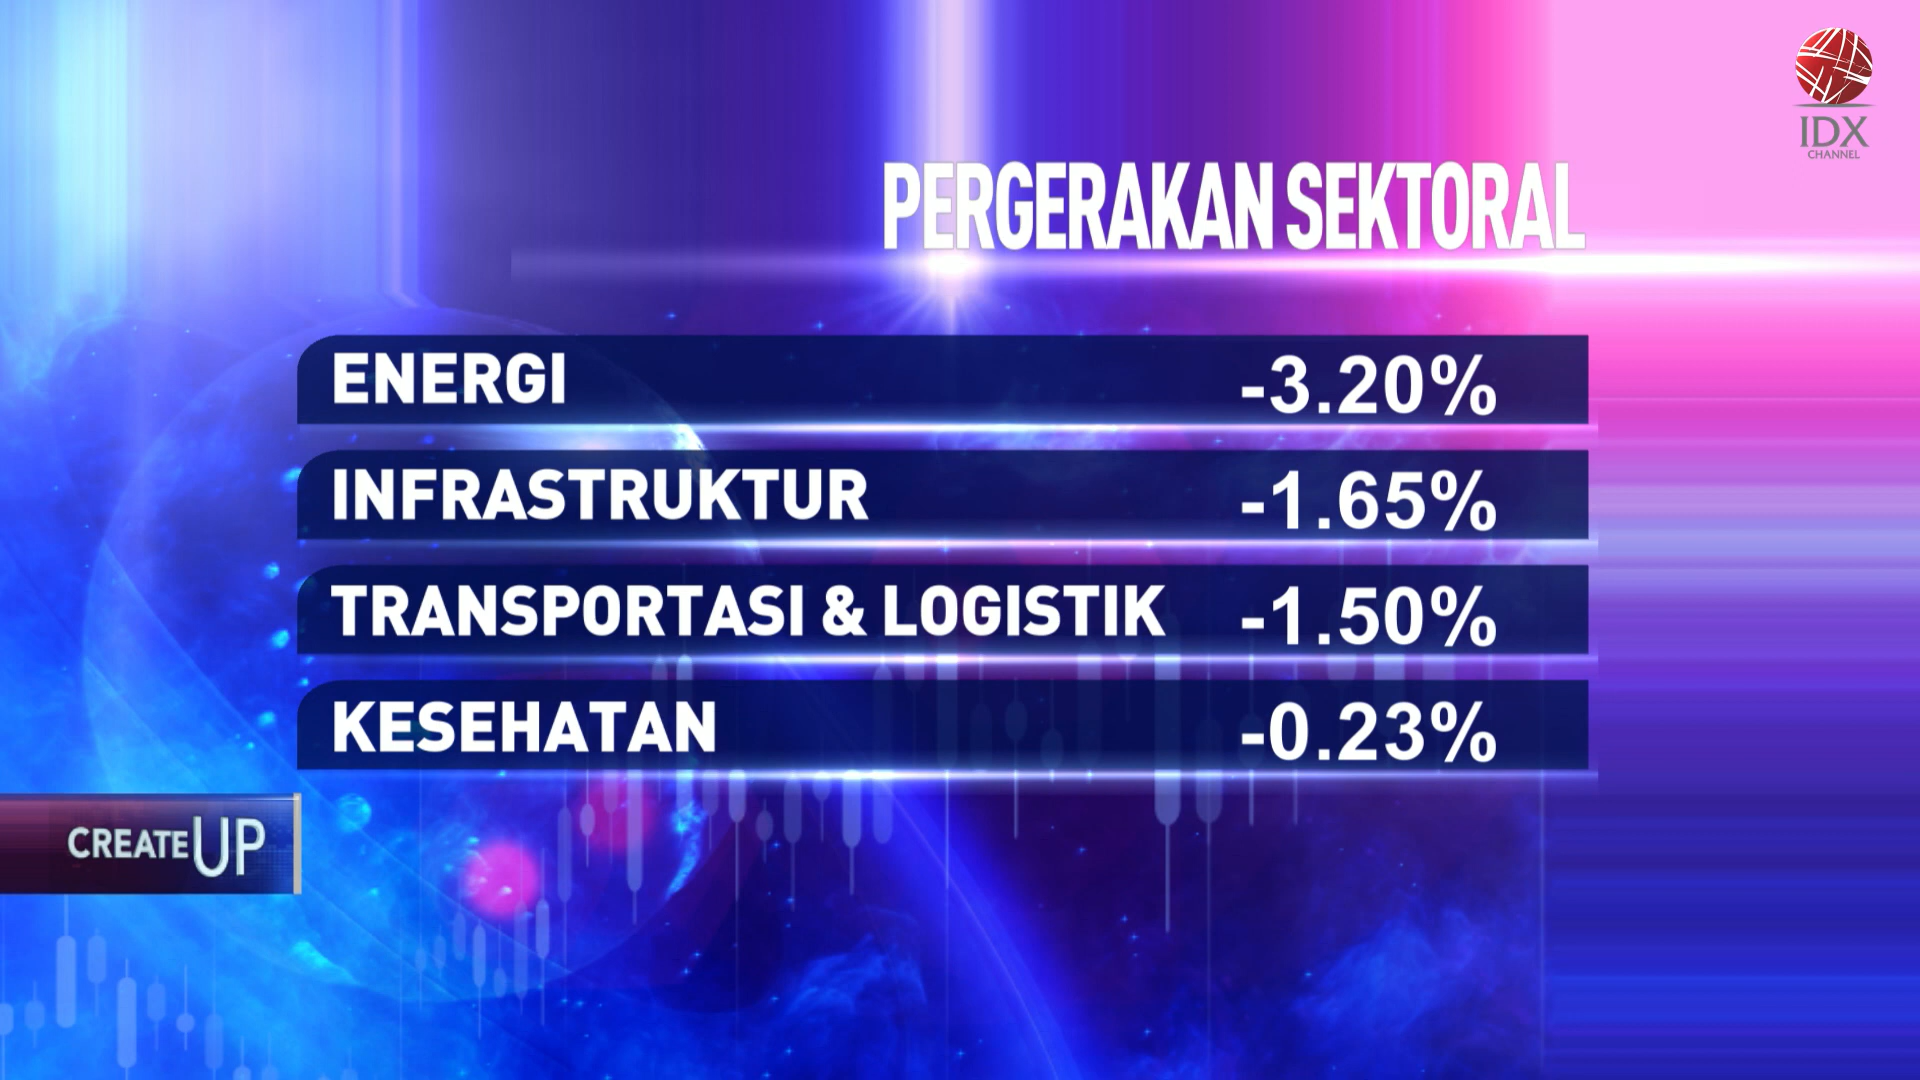 IDX
CHANNEL
PERGERAKAN SEKTORAL
ENERGI -3.20%
INFRASTRUKTUR -1.65%
TRANSPORTASI & LOGISTIK -1.50%
KESEHATAN -0.23%
CREATE UP